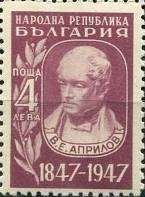 НАРОДНА РЕПУБЛИКА
БЪЛГАРИЯ
ПОЩА
4
ЛЕВА
В.Е.АПРИЛОВ
1847-1947